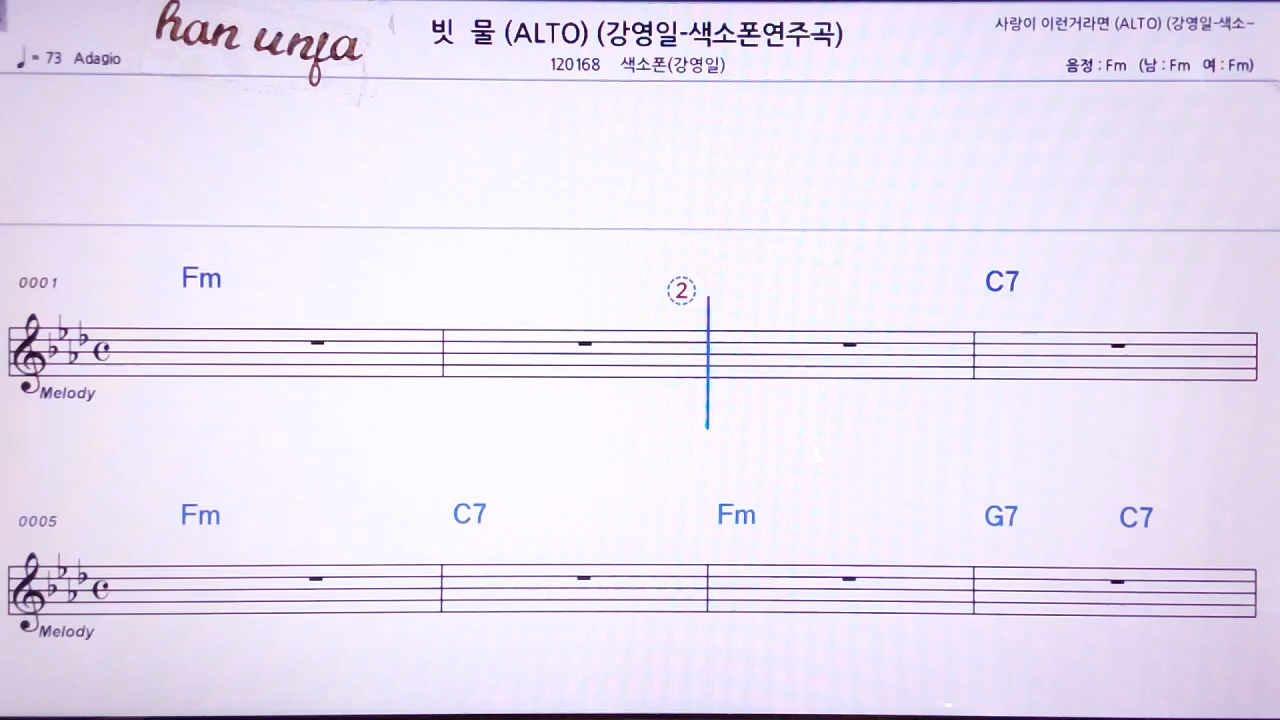 han unfa
빗 물 (ALTO) (강영일-색소폰연주곡)
사랑이 이런거라면 (ALTO) (강영일-색소-
♩ = 73 Adagio
120168 색소폰(강영일)
음정 : Fm (남 : Fm 여 : Fm)
0001 Fm ② C7
Melody
0005 Fm C7 Fm G7 C7
Melody